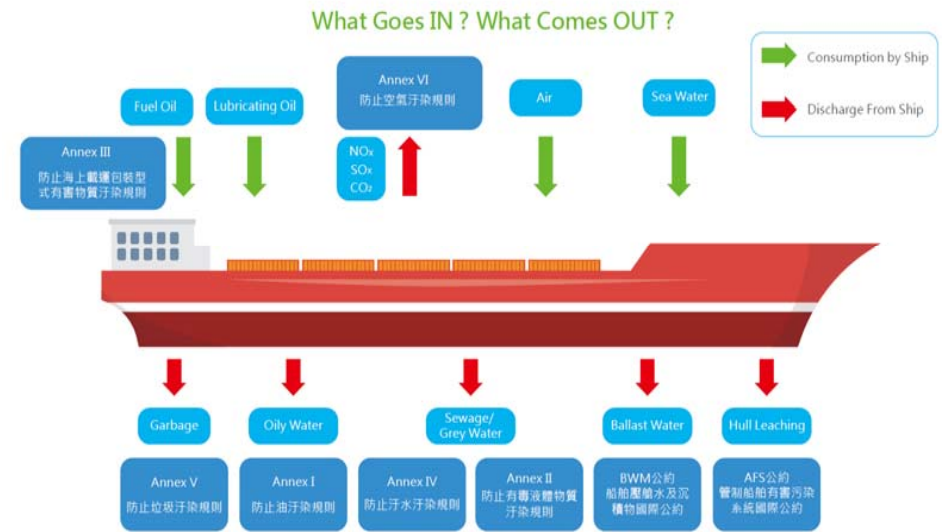 What Goes IN ? What Comes OUT ?
Consumption by Ship
Discharge From Ship
Fuel Oil
Lubricating Oil
Annex VI
防止空氣汙染規則
Air
Sea Water
Annex III
防止海上載運包裝型
式有害物質汙染規則
NOx
SOx
CO₂
Garbage
Oily Water
Sewage/
Grey Water
Ballast Water
Hull Leaching
Annex V
防止垃圾汙染規則
Annex I
防止油汙染規則
Annex IV
防止汙水汙染規則
Annex II
防止有毒液體物質
汙染規則
BWM公約
船舶壓艙水及沉
積物國際公約
AFS公約
管制船舶有害污染
系統國際公約